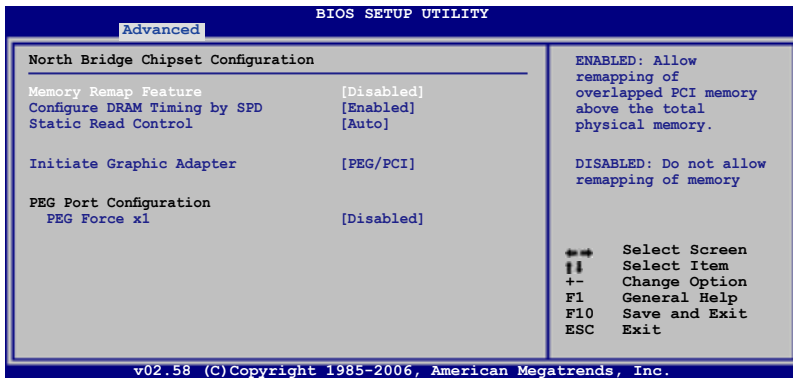 BIOS SETUP UTILITY
Advanced
North Bridge Chipset Configuration
Memory Remap Feature [Disabled]
Configure DRAM Timing by SPD [Enabled]
Static Read Control [Auto]
Initiate Graphic Adapter [PEG/PCI]
PEG Port Configuration
PEG Force x1 [Disabled]
ENABLED: Allow
remapping of
overlapped PCI memory
above the total
physical memory.
DISABLED: Do not allow
remapping of memory
←→ Select Screen
↑↓ Select Item
+- Change Option
F1 General Help
F10 Save and Exit
ESC Exit
v02.58 (C)Copyright 1985-2006, American Megatrends, Inc.